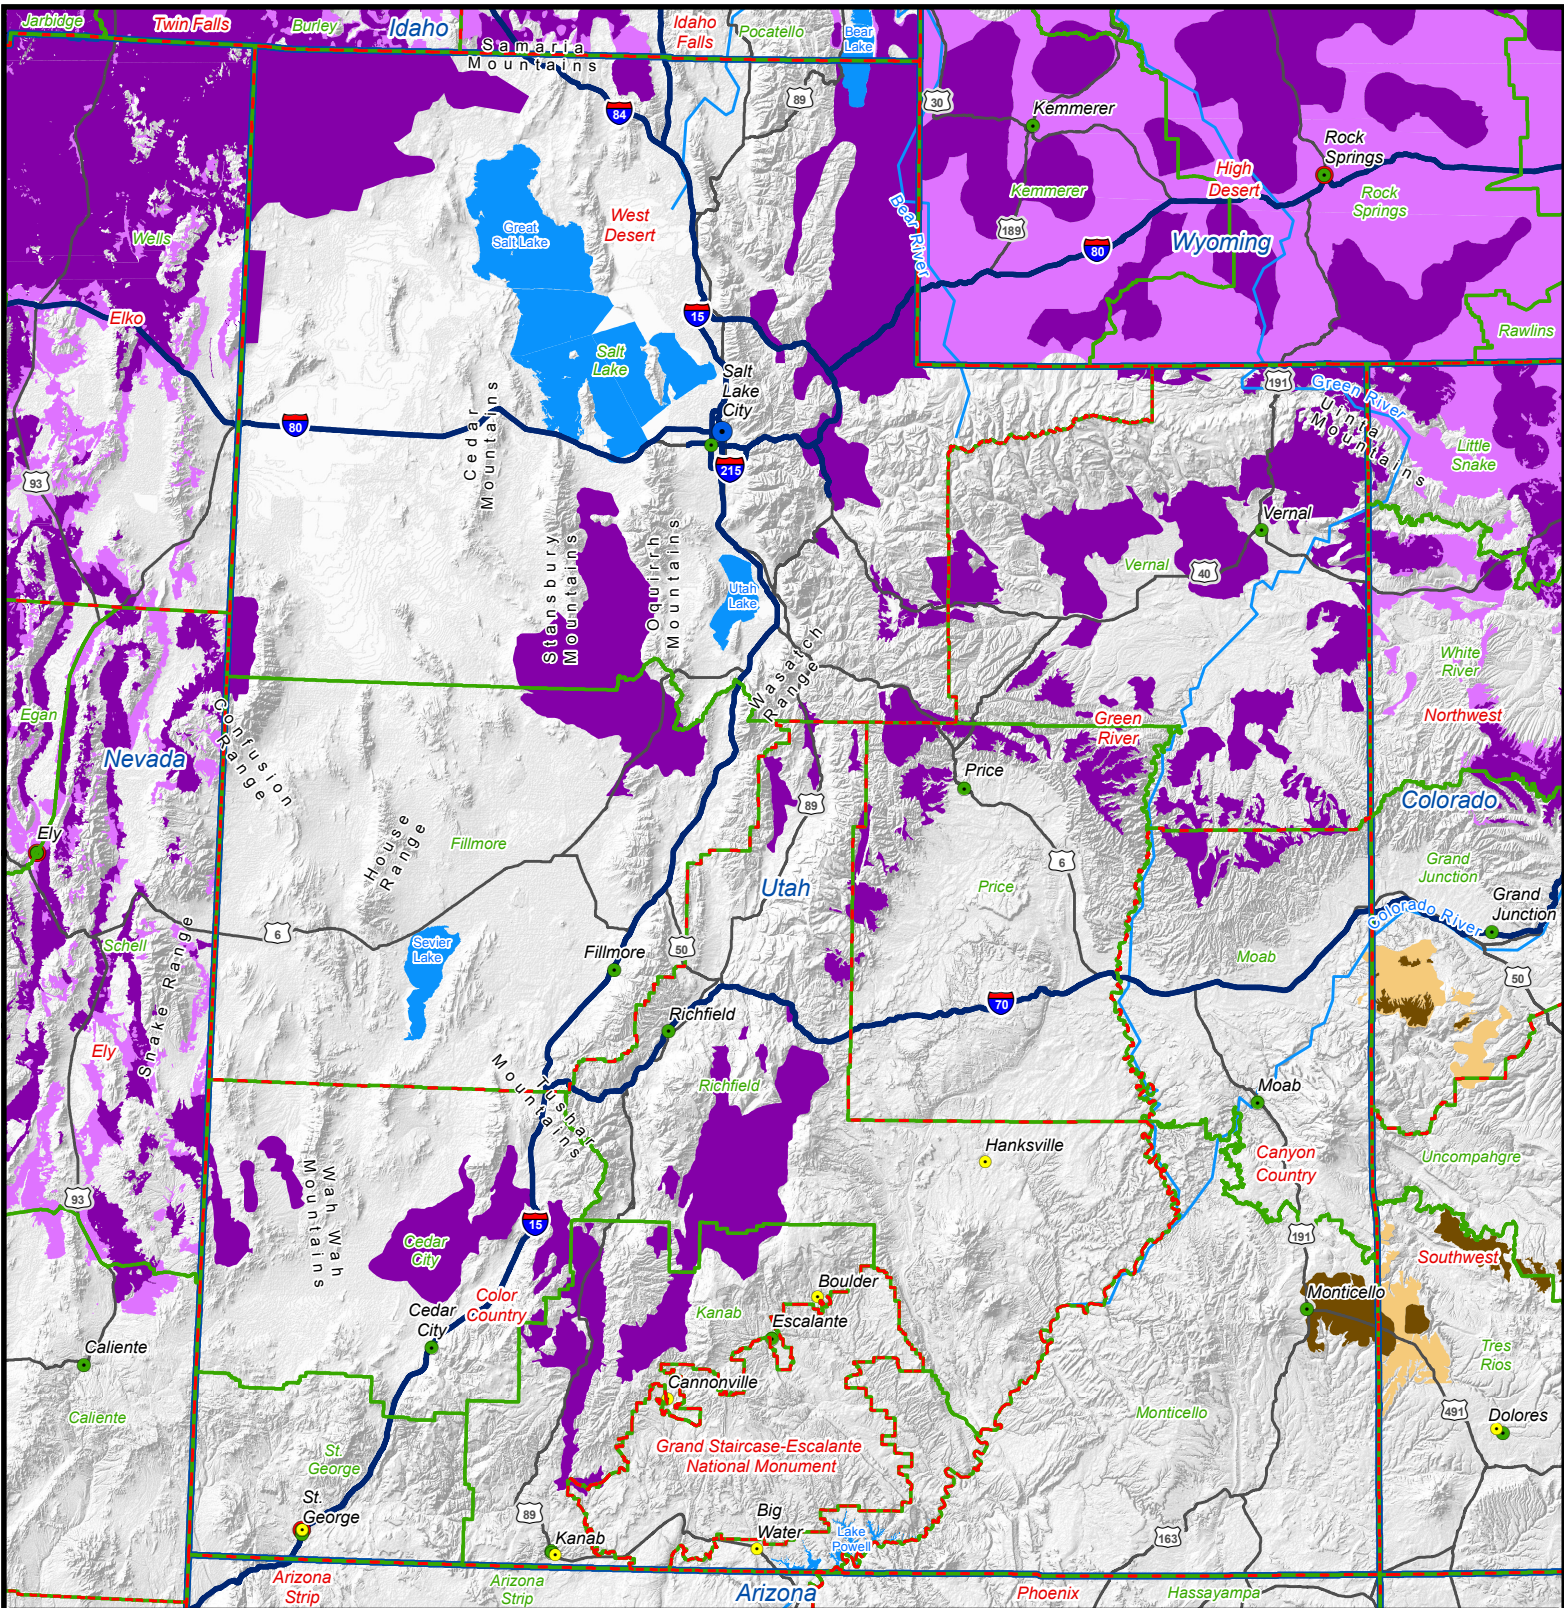 Jarbidge
Twin Falls
Burley
Idaho
Samaria
Mountains
Idaho
Falls
Pocatello
Bear
Lake
89
84
30
Kemmerer
Rock
Springs
High
Desert
Kemmerer
Rock
Springs
189
80
Wyoming
Bear River
Wells
Great
Salt Lake
West
Desert
Elko
15
Salt
Lake
Rawlins
Salt
Lake
City
191
Green River
Uinta
Mountains
Little
Snake
80
Cedar
Mountains
215
93
Vernal
Vernal
40
Stansbury
Mountains
Oquirrh
Mountains
Utah
Lake
Wasatch
Range
White
River
Egan
Confusion
Range
Green
River
Northwest
Nevada
Price
89
Colorado
Ely
House
Range
Fillmore
6
Utah
Price
Grand
Junction
Grand
Junction
Colorado River
Schell
Snake Range
6
Sevier
Lake
Fillmore
50
Moab
50
70
Richfield
Ely
Tushar
Mountains
Richfield
Moab
Hanksville
Canyon
Country
Uncompahgre
Wah Wah
Mountains
93
15
Cedar
City
191
Southwest
Boulder
Color
Country
Cedar
City
Kanab
Escalante
Monticello
Caliente
Tres
Rios
Cannonville
Caliente
Monticello
491
Dolores
St.
George
Grand Staircase-Escalante
National Monument
St.
George
89
Big
Water
Kanab
Lake
Powell
163
Arizona
Strip
Arizona
Strip
Arizona
Phoenix
Hassayampa